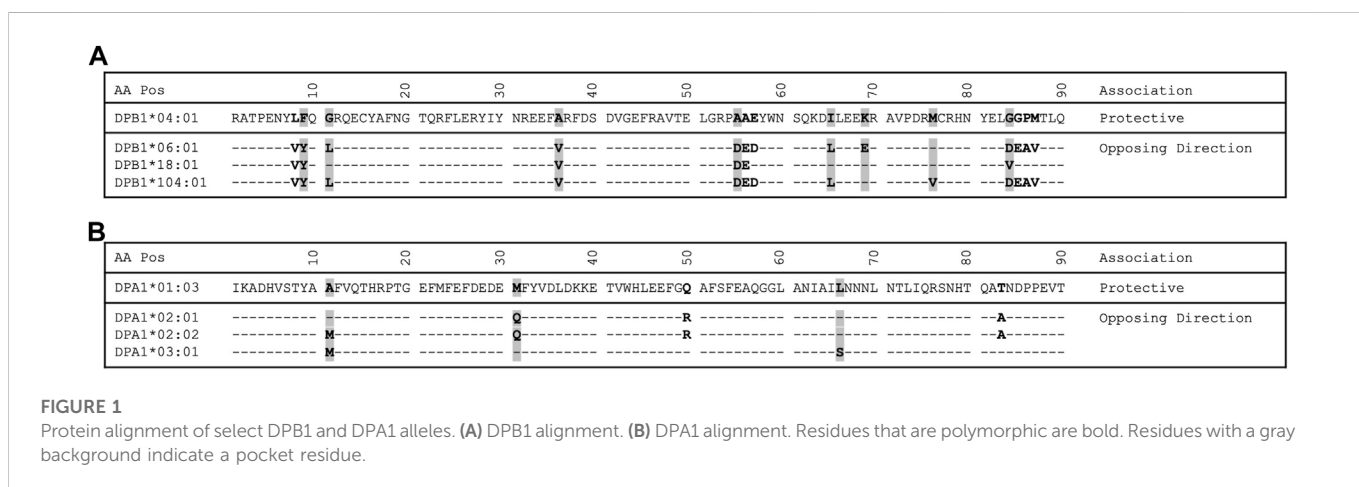 A
AA Pos 10 20 30 40 50 60 70 80 90 Association
DPB1*04:01 RATPENYLFQ GRQECYAFNG TQRFLERYIY NREEFARFDS DVGEFRAVTE LGRPAAEYWN SQKDILEEKR AVPDRMCRHN YELGGPMTLQ Protective
DPB1*06:01 -------VY- L--------- ---------- -----V---- ---------- ----DED--- ----L---E- ---------- ---DEAV--- Opposing Direction
DPB1*18:01 -------VY- ---------- ---------- -----V---- ---------- ----DE---- ---------- ---------- ---V------
DPB1*104:01 -------VY- L--------- ---------- -----V---- ---------- ----DED--- ----L----- -----V---- ---DEAV---
B
AA Pos 10 20 30 40 50 60 70 80 90 Association
DPA1*01:03 IKADHVSTYA AFVQTHRPTG EFMFEFDEDE MFYVDLDKKE TVWHLEEFGQ AFSFEAQGGL ANIAILNNNL NTLIQRSNHT QATNDPPEVT Protective
DPA1*02:01 ---------- ---------- ---------- Q--------- ---------R ---------- ---------- ---------- --A------- Opposing Direction
DPA1*02:02 ---------- M--------- ---------- Q--------- ---------R ---------- ---------- ---------- --A-------
DPA1*03:01 ---------- M--------- ---------- ---------- ---------- ---------- -----S---- ---------- ----------
FIGURE 1
Protein alignment of select DPB1 and DPA1 alleles. (A) DPB1 alignment. (B) DPA1 alignment. Residues that are polymorphic are bold. Residues with a gray
background indicate a pocket residue.